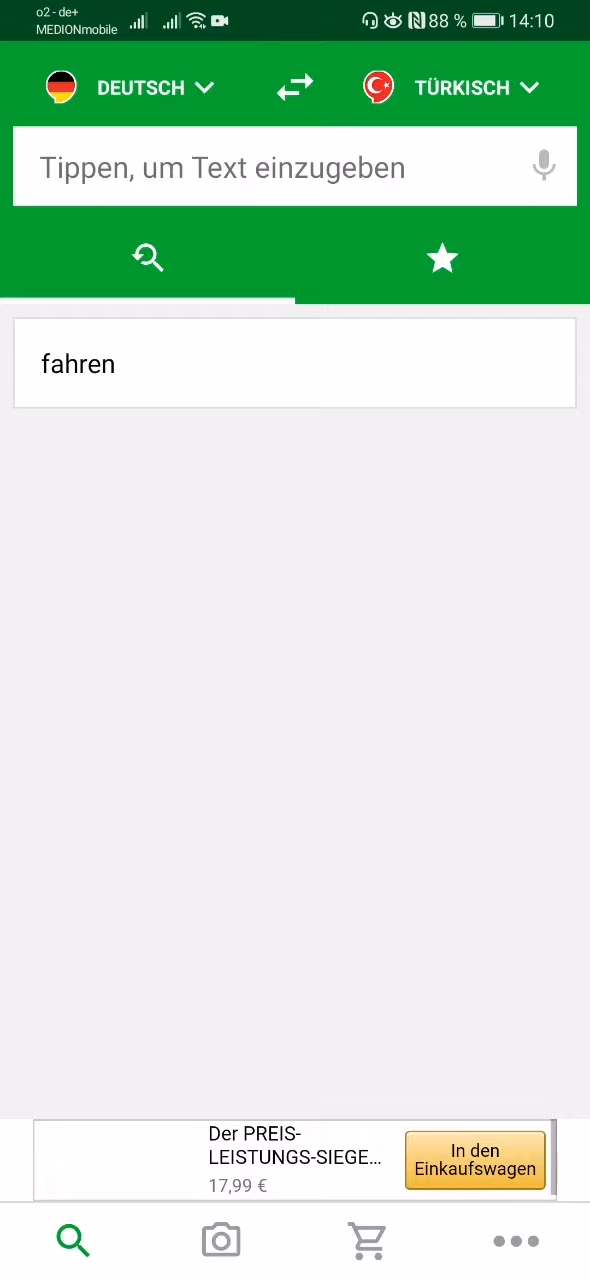 o2 - de+
MEDIONmobile
88 % 14:10
DEUTSCH TÜRKISCH
Tippen, um Text einzugeben
fahren
Der PREIS-
LEISTUNGS-SIEGE...
17,99 €
In den
Einkaufswagen